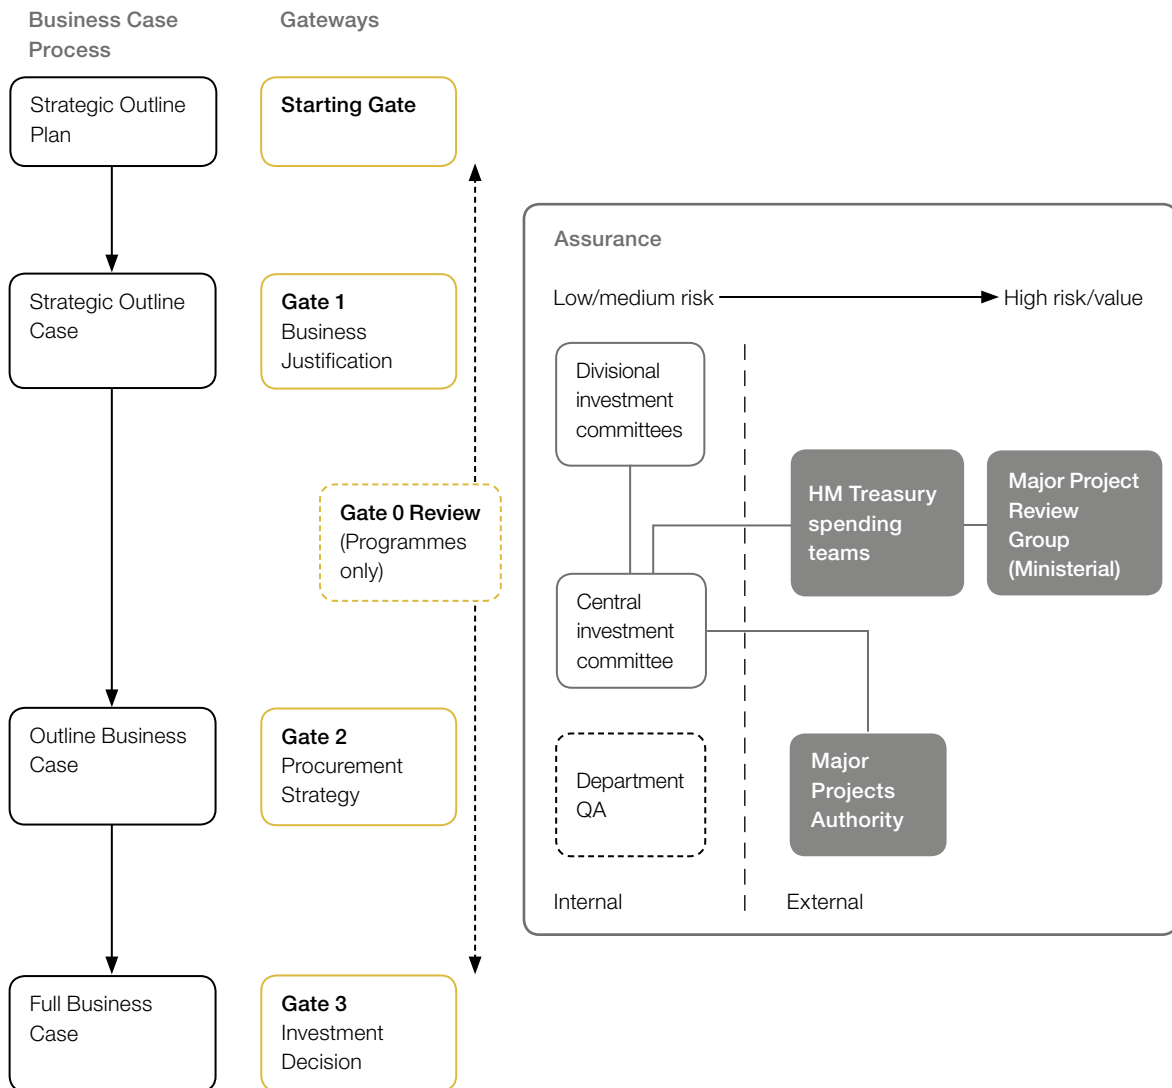 Business Case
Process
Gateways
Strategic Outline
Plan
Starting Gate
Strategic Outline
Case
Gate 1
Business
Justification
Gate 0 Review
(Programmes
only)
Outline Business
Case
Gate 2
Procurement
Strategy
Full Business
Case
Gate 3
Investment
Decision
Assurance
Low/medium risk
High risk/value
Divisional
investment
committees
HM Treasury
spending
teams
Major Project
Review
Group
(Ministerial)
Central
investment
committee
Department
QA
Major
Projects
Authority
Internal
External